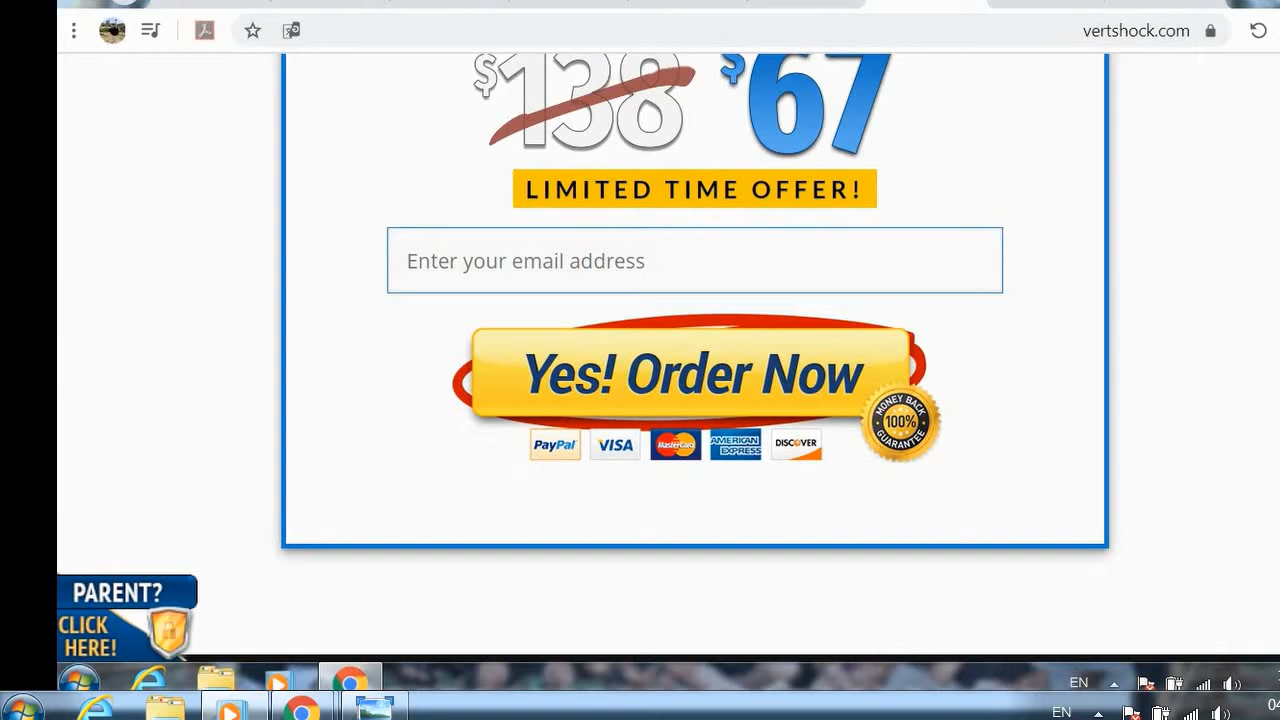 vertshock.com
$138 $67
LIMITED TIME OFFER!
Enter your email address
Yes! Order Now
MONEY BACK
100%
GUARANTEE
PayPal VISA MasterCard AMERICAN EXPRESS DISCOVER
PARENT?
CLICK
HERE!
EN
EN